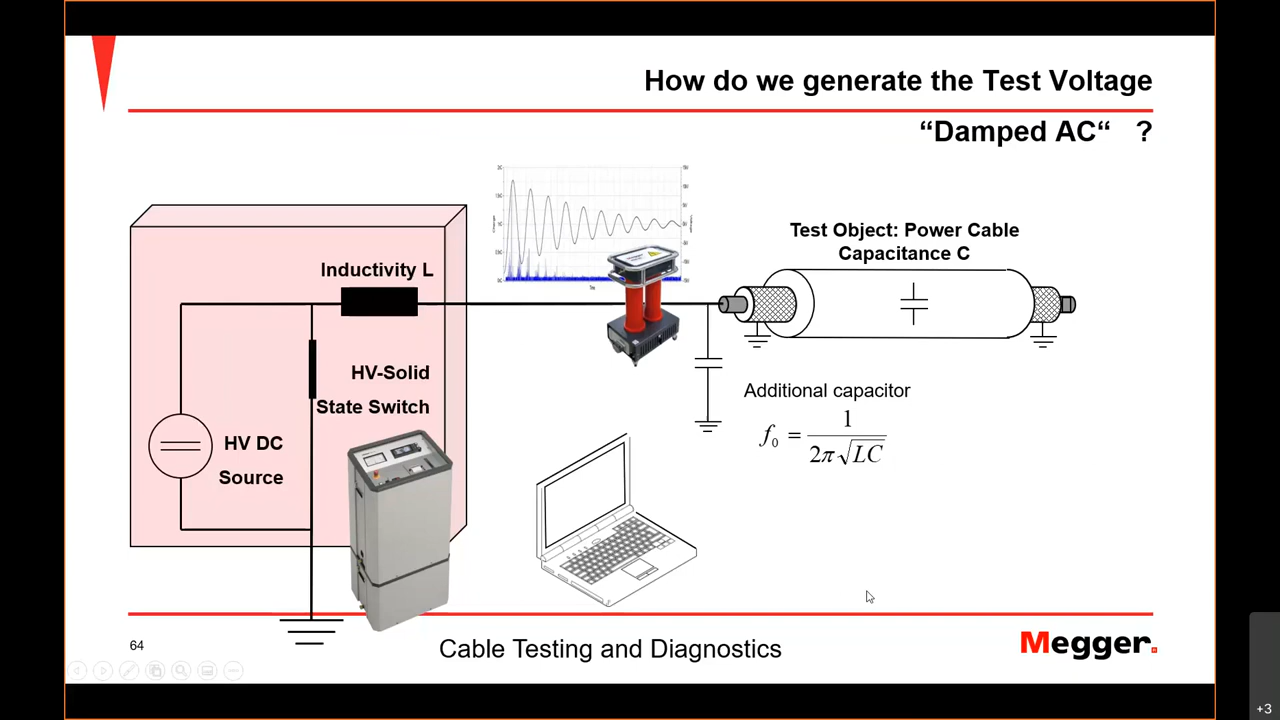 How do we generate the Test Voltage
“Damped AC“ ?
Test Object: Power Cable
Capacitance C
Inductivity L
HV-Solid
State Switch
HV DC
Source
Additional capacitor
f₀ = 1 / 2π√LC
64
Cable Testing and Diagnostics
Megger.
+3